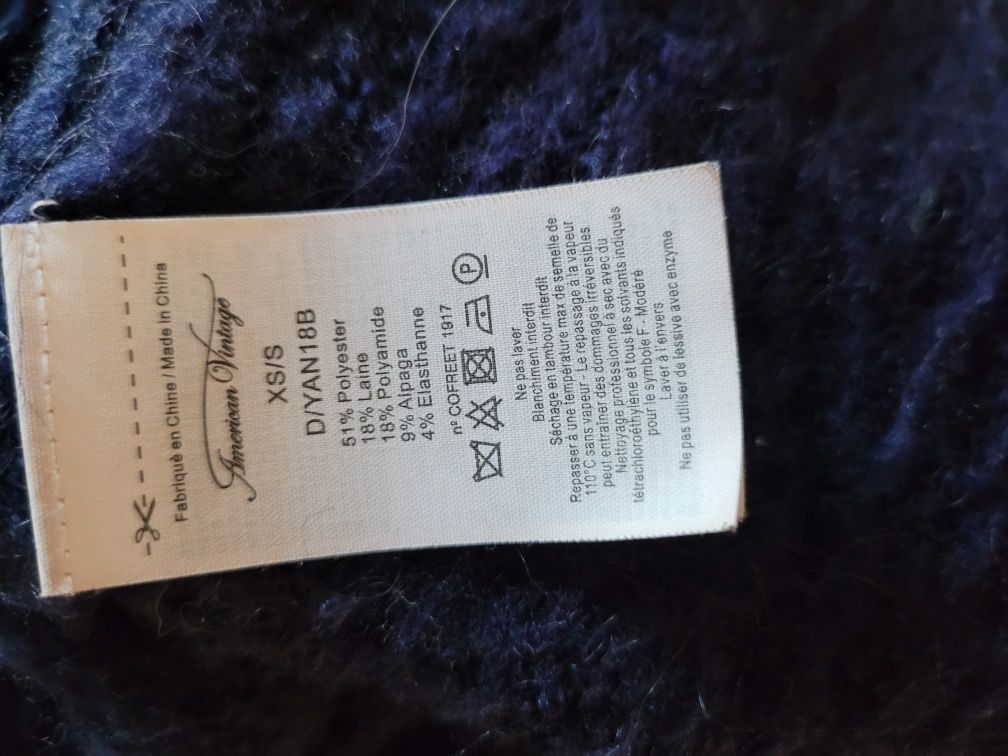 Fabriqué en Chine / Made In China
American Vintage
XS/S
D/YAN18B
51% Polyester
18% Laine
18% Polyamide
9% Alpaga
4% Elasthanne
n° COFREET 1917
P
Ne pas laver
Blanchiment interdit
Séchage en tambour interdit
Repasser à une température max de semelle de
110°C sans vapeur - Le repassage à la vapeur
peut entraîner des dommages irréversibles
Nettoyage professionnel à sec avec du
tétrachloroéthylène et tous les solvants indiqués
pour le symbole F - Modéré
Laver à l'envers
Ne pas utiliser de lessive avec enzyme